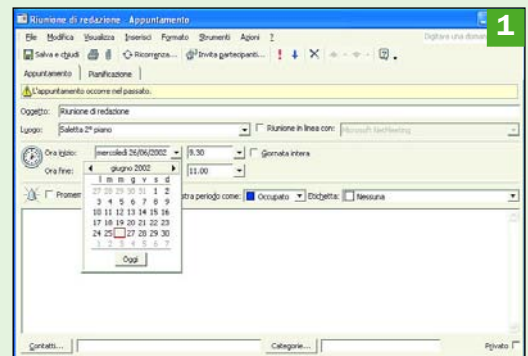 Riunione di redazione - Appuntamento
1
File Modifica Visualizza Inserisci Formato Strumenti Azioni ? Digitare una doman
Salva e chiudi Ricorrenza... Invita partecipanti...
Appuntamento Pianificazione
L'appuntamento occorre nel passato.
Oggetto: Riunione di redazione
Luogo: Saletta 2° piano Riunione in linea con: Microsoft NetMeeting
Ora inizio: mercoledì 26/06/2002 9.30 Giornata intera
Ora fine: giugno 2002 11.00
l m m g v s d
27 28 29 30 31 1 2
Promem tra periodo come: Occupato Etichetta: Nessuna
3 4 5 6 7 8 9
10 11 12 13 14 15 16
17 18 19 20 21 22 23
24 25 27 28 29 30
1 2 3 4 5 6 7
Oggi
Contatti... Categorie... Privato